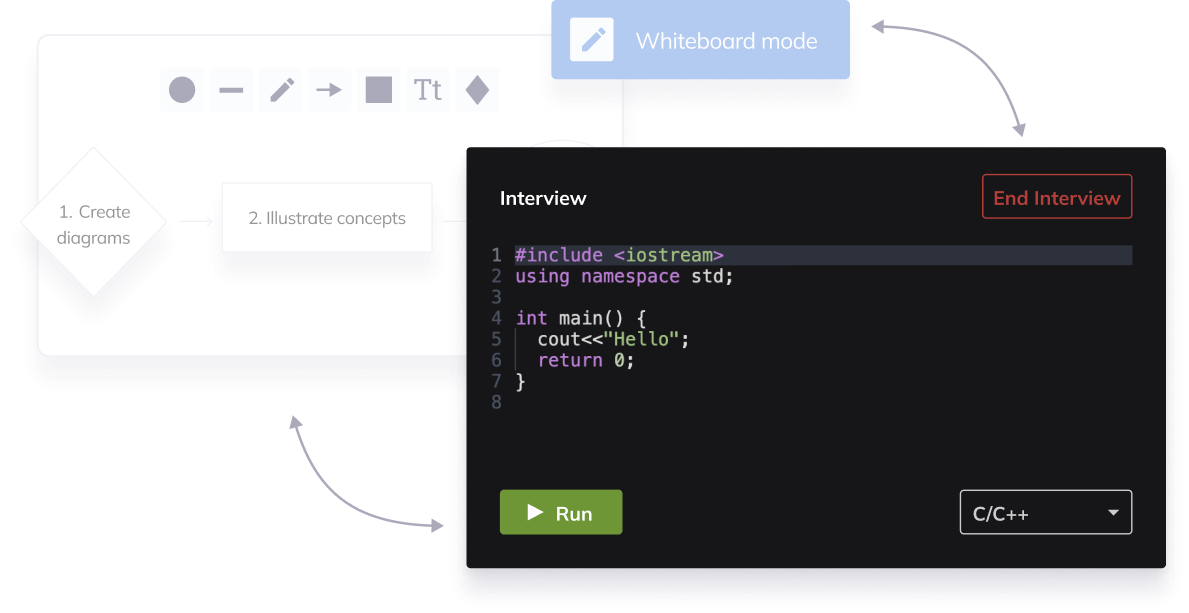 Whiteboard mode
Tt
1. Create
diagrams
2. Illustrate concepts
Interview
End Interview
1 #include <iostream>
2 using namespace std;
3
4 int main() {
5   cout<<"Hello";
6   return 0;
7 }
8
Run
C/C++